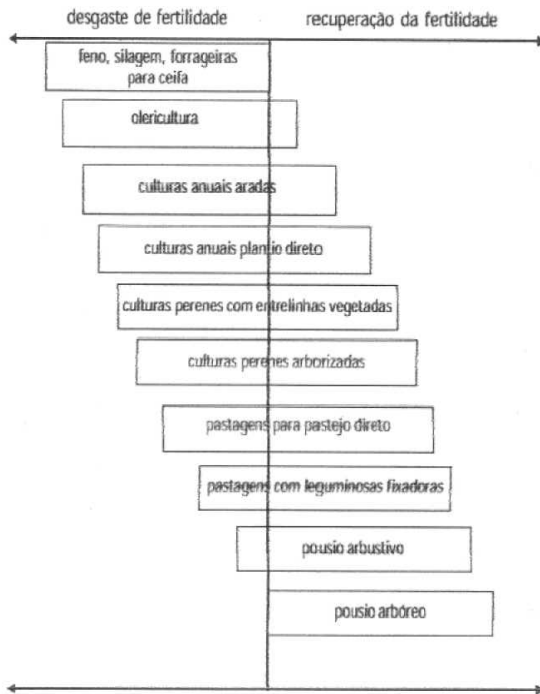 desgaste de fertilidade
recuperação da fertilidade
feno, silagem, forrageiras
para ceifa
olericultura
culturas anuais aradas
culturas anuais plantio direto
culturas perenes com entrelinhas vegetadas
culturas perenes arborizadas
pastagens para pastejo direto
pastagens com leguminosas fixadoras
pousio arbustivo
pousio arbóreo